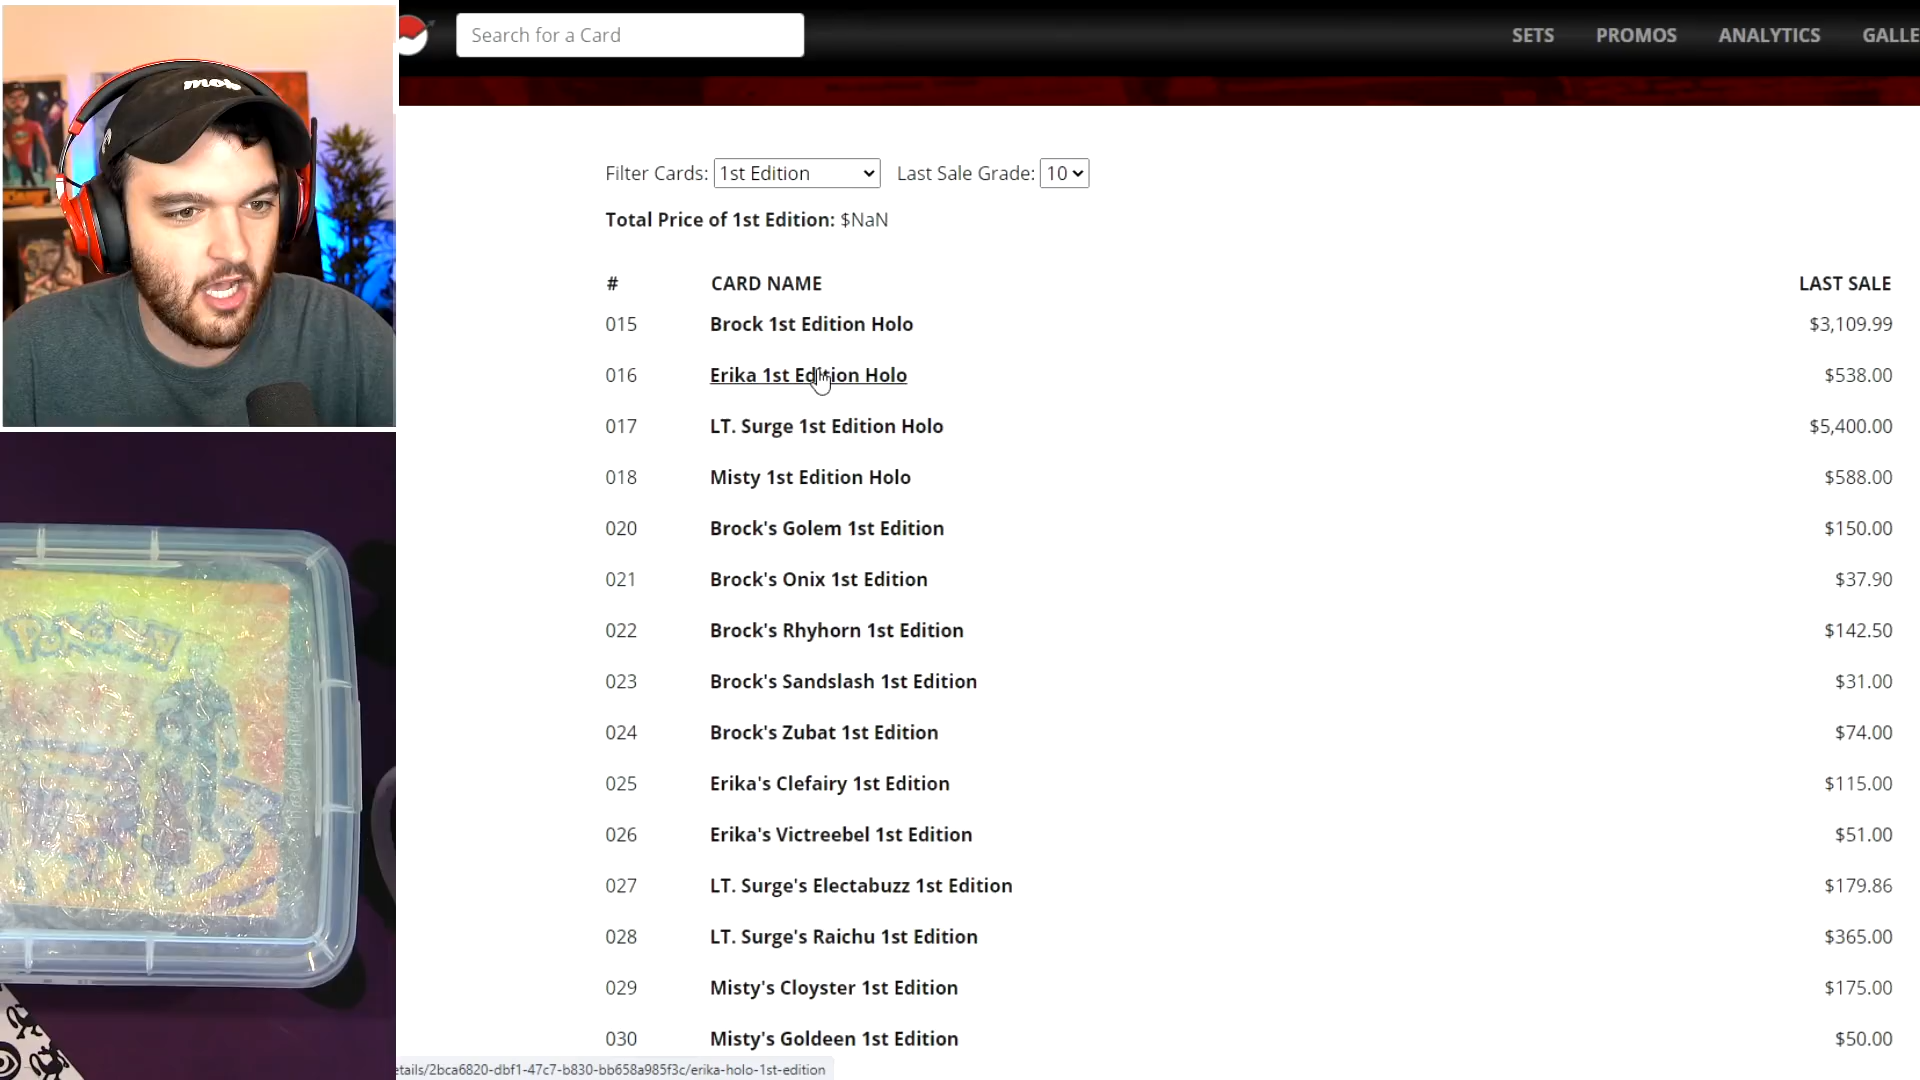 mojo
Search for a Card
SETS PROMOS ANALYTICS GALLE
Filter Cards: 1st Edition Last Sale Grade: 10
Total Price of 1st Edition: $NaN
# CARD NAME LAST SALE
015 Brock 1st Edition Holo $3,109.99
016 Erika 1st Edition Holo $538.00
017 LT. Surge 1st Edition Holo $5,400.00
018 Misty 1st Edition Holo $588.00
020 Brock's Golem 1st Edition $150.00
021 Brock's Onix 1st Edition $37.90
022 Brock's Rhyhorn 1st Edition $142.50
023 Brock's Sandslash 1st Edition $31.00
024 Brock's Zubat 1st Edition $74.00
025 Erika's Clefairy 1st Edition $115.00
026 Erika's Victreebel 1st Edition $51.00
027 LT. Surge's Electabuzz 1st Edition $179.86
028 LT. Surge's Raichu 1st Edition $365.00
029 Misty's Cloyster 1st Edition $175.00
030 Misty's Goldeen 1st Edition $50.00
etails/2bca6820-dbf1-47c7-b830-bb658a985f3c/erika-holo-1st-edition
POKéMON